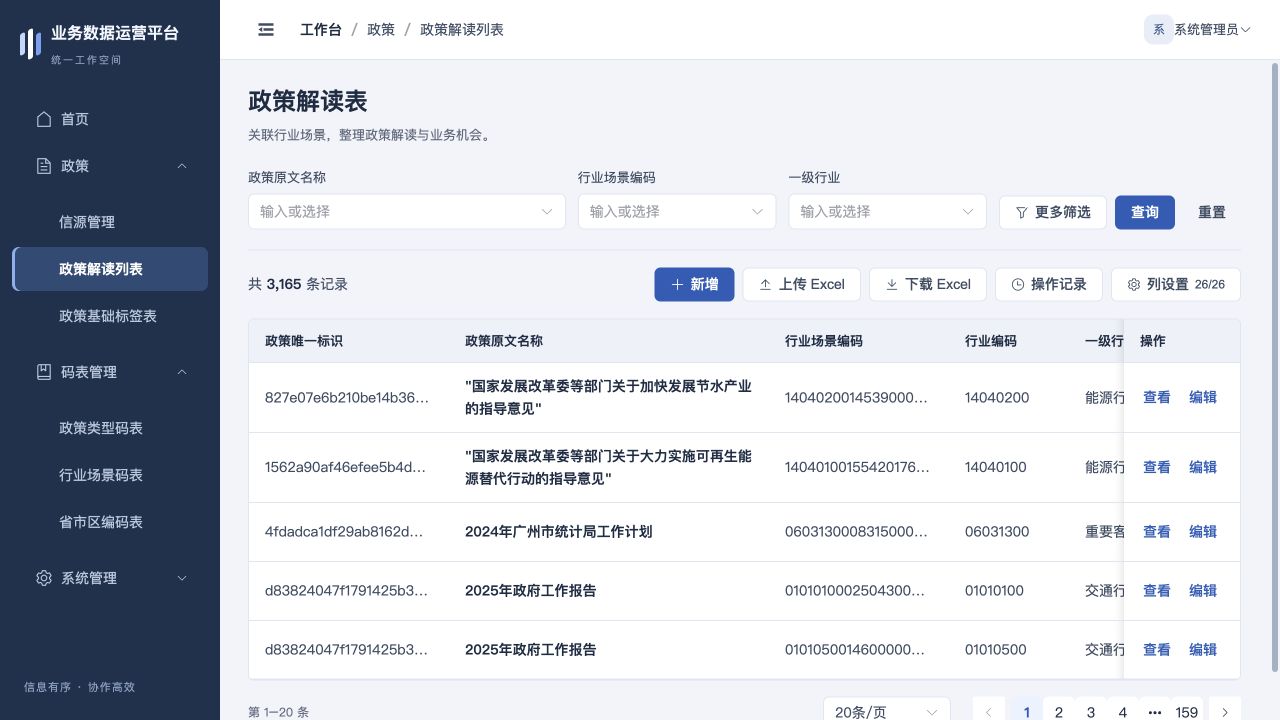 业务数据运营平台
统一工作空间
首页
政策
信源管理
政策解读列表
政策基础标签表
码表管理
政策类型码表
行业场景码表
省市区编码表
系统管理
信息有序 · 协作高效
工作台 / 政策 / 政策解读列表
系 系统管理员
政策解读表
关联行业场景，整理政策解读与业务机会。
政策原文名称 行业场景编码 一级行业
输入或选择 输入或选择 输入或选择 更多筛选 查询 重置
共 3,165 条记录 新增 上传 Excel 下载 Excel 操作记录 列设置 26/26
政策唯一标识 政策原文名称 行业场景编码 行业编码 一级行 操作
827e07e6b210be14b36... "国家发展改革委等部门关于加快发展节水产业 1404020014539000... 14040200 能源行 查看 编辑
的指导意见"
1562a90af46efee5b4d... "国家发展改革委等部门关于大力实施可再生能 14040100155420176... 14040100 能源行 查看 编辑
源替代行动的指导意见"
4fdadca1df29ab8162d... 2024年广州市统计局工作计划 0603130008315000... 06031300 重要客 查看 编辑
d83824047f1791425b3... 2025年政府工作报告 0101010002504300... 01010100 交通行 查看 编辑
d83824047f1791425b3... 2025年政府工作报告 0101050014600000... 01010500 交通行 查看 编辑
第 1–20 条 20条/页 1 2 3 4 ... 159